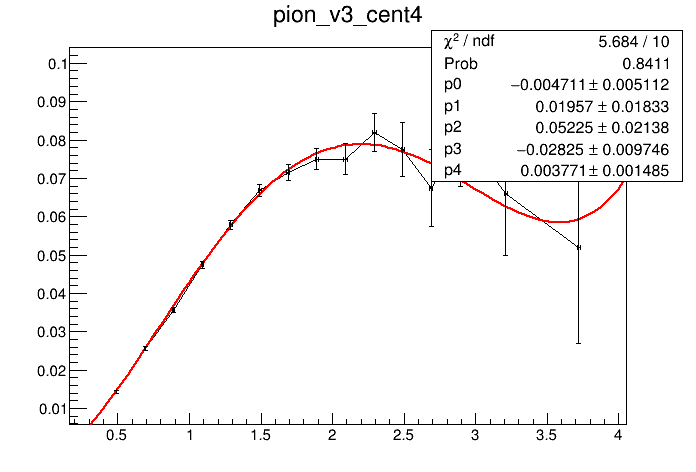 pion_v3_cent4
χ² / ndf 5.684 / 10
Prob 0.8411
p0 −0.004711 ± 0.005112
p1 0.01957 ± 0.01833
p2 0.05225 ± 0.02138
p3 −0.02825 ± 0.009746
p4 0.003771 ± 0.001485
0.1
0.09
0.08
0.07
0.06
0.05
0.04
0.03
0.02
0.01
0.5 1 1.5 2 2.5 3 3.5 4